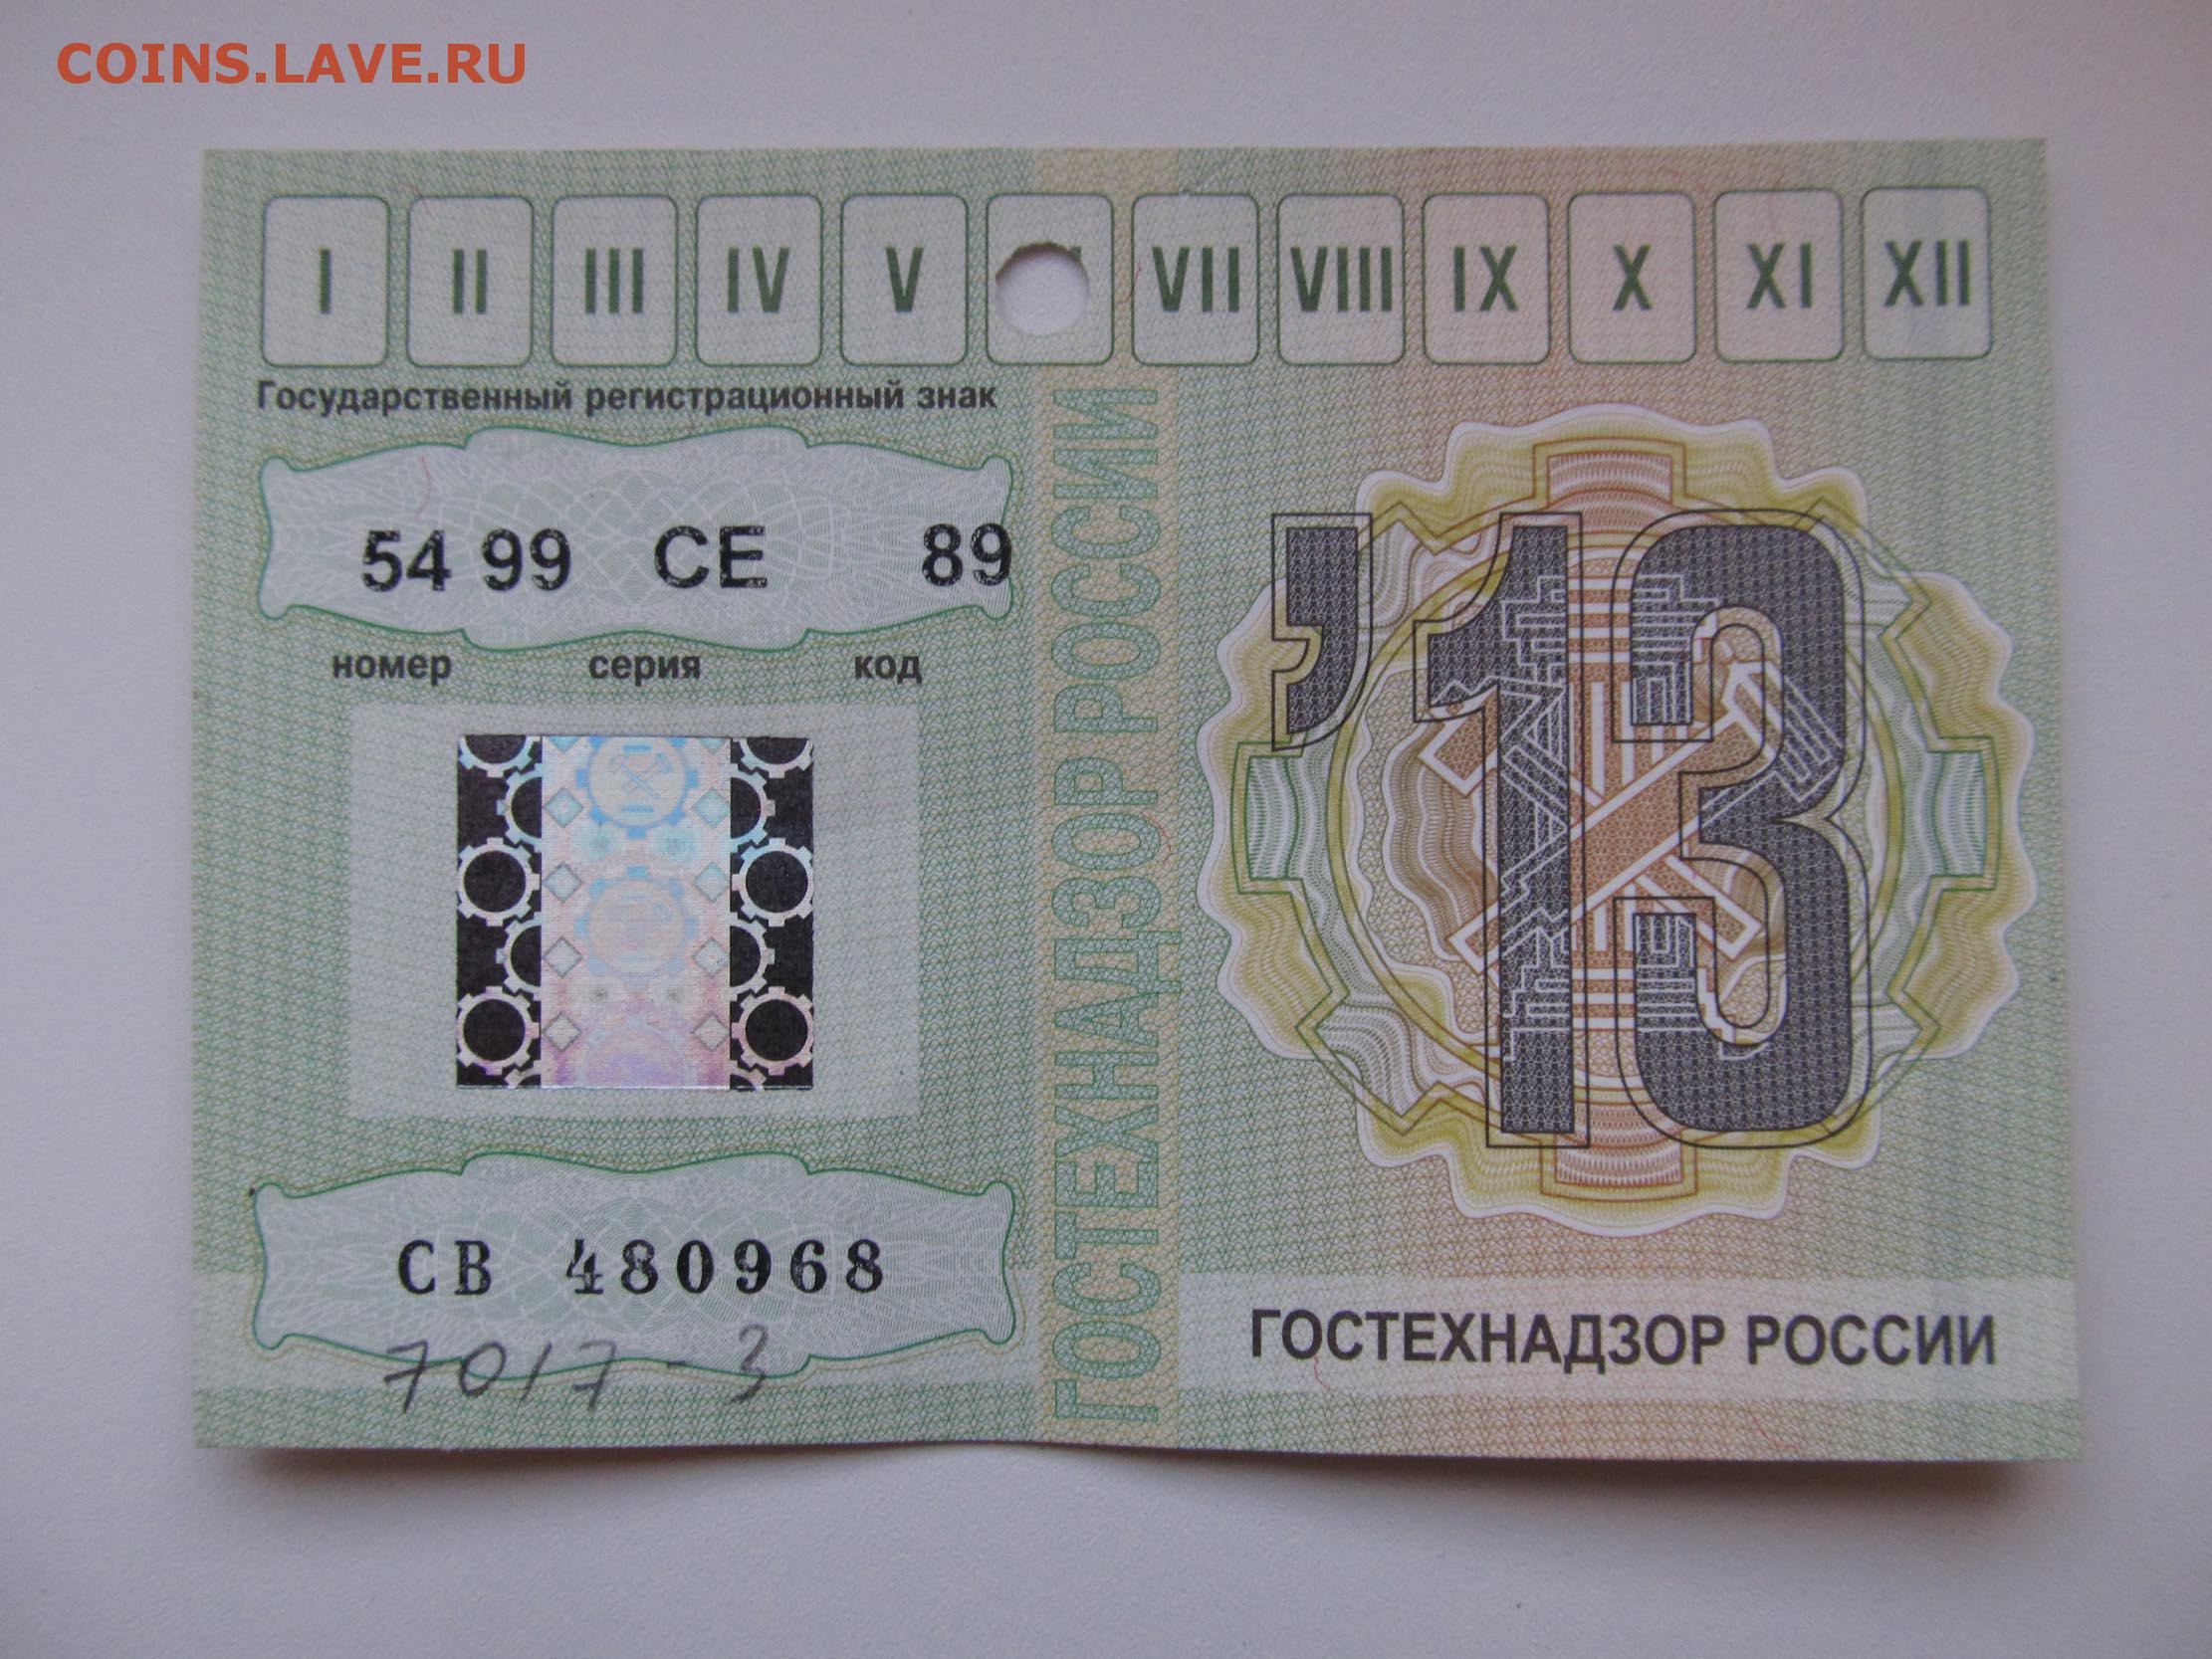 COINS.LAVE.RU
I II III IV V VII VIII IX X XI XII
Государственный регистрационный знак
54 99 СЕ 89
номер серия код
СВ 480968
7017-3
ГОСТЕХНАДЗОР РОССИИ
'13
ГОСТЕХНАДЗОР РОССИИ